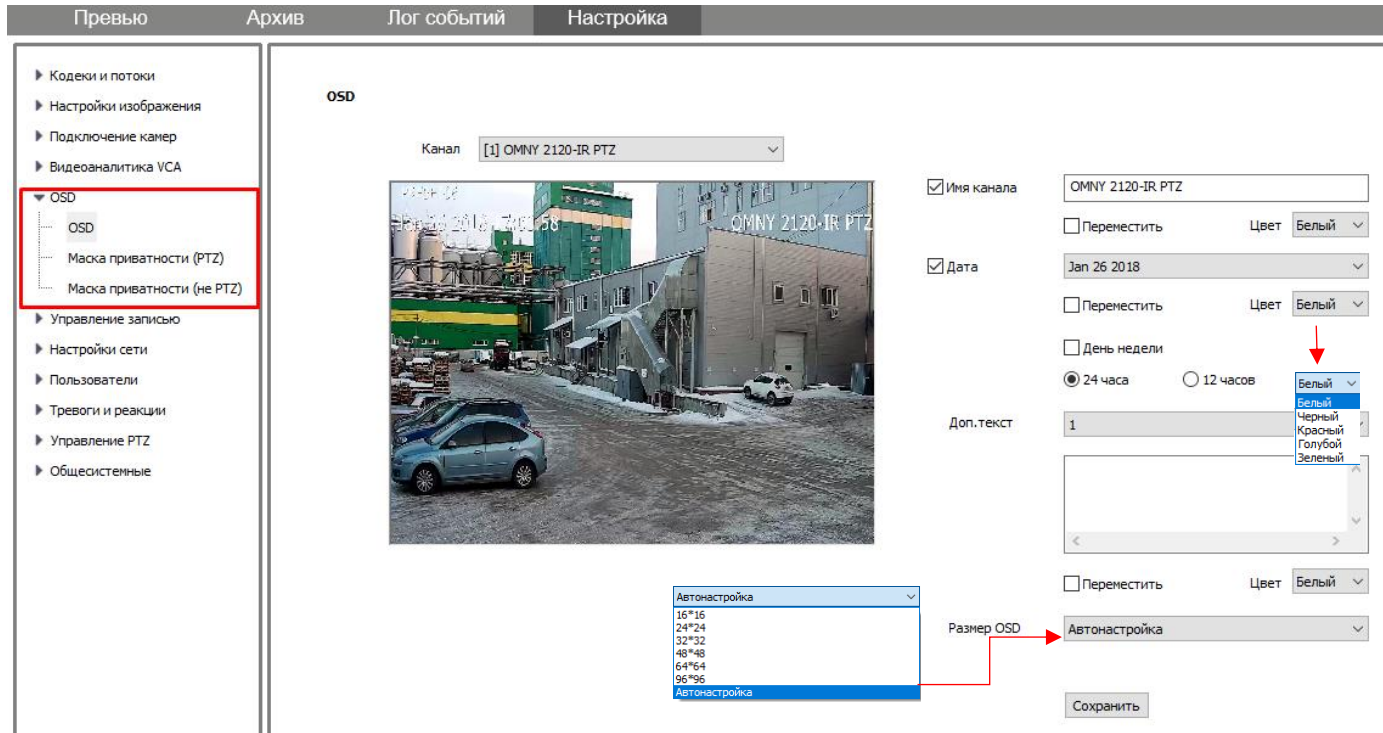 Превью Архив Лог событий Настройка
Кодеки и потоки
Настройки изображения
Подключение камер
Видеоаналитика VCA
OSD
OSD
Маска приватности (PTZ)
Маска приватности (не PTZ)
Управление записью
Настройки сети
Пользователи
Тревоги и реакции
Управление PTZ
Общесистемные
OSD
Канал [1] OMNY 2120-IR PTZ
OMNY 2120-IR PTZ
Имя канала OMNY 2120-IR PTZ
Переместить Цвет Белый
Дата Jan 26 2018
Переместить Цвет Белый
День недели
24 часа 12 часов
Белый
Белый
Черный
Красный
Голубой
Зеленый
Доп.текст 1
Переместить Цвет Белый
Размер OSD Автонастройка
Автонастройка
16*16
24*24
32*32
48*48
64*64
96*96
Автонастройка
Сохранить